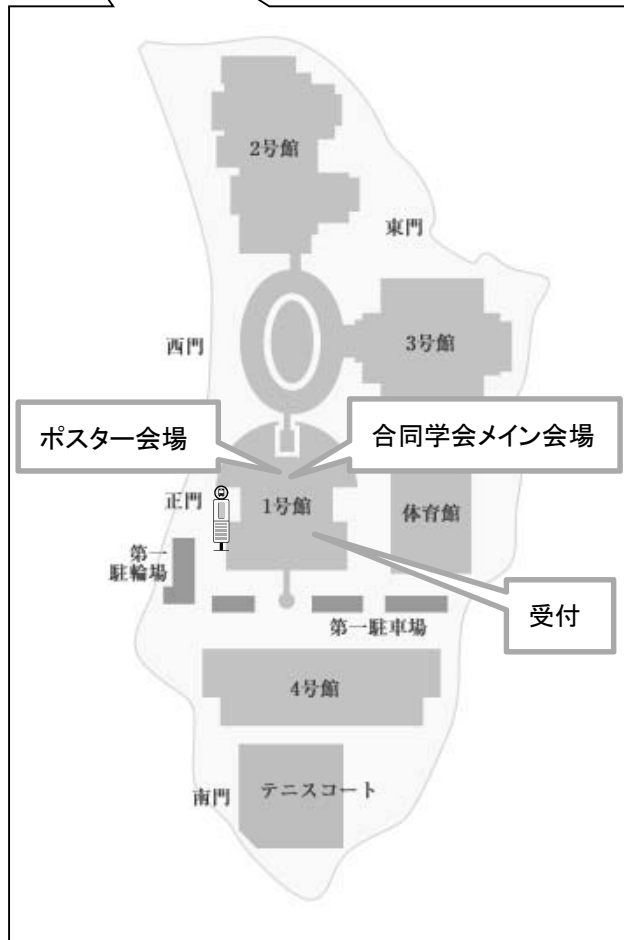 2号館
東門
西門
3号館
ポスター会場
合同学会メイン会場
正門
1号館
体育館
第一
駐輪場
受付
第一駐車場
4号館
南門
テニスコート